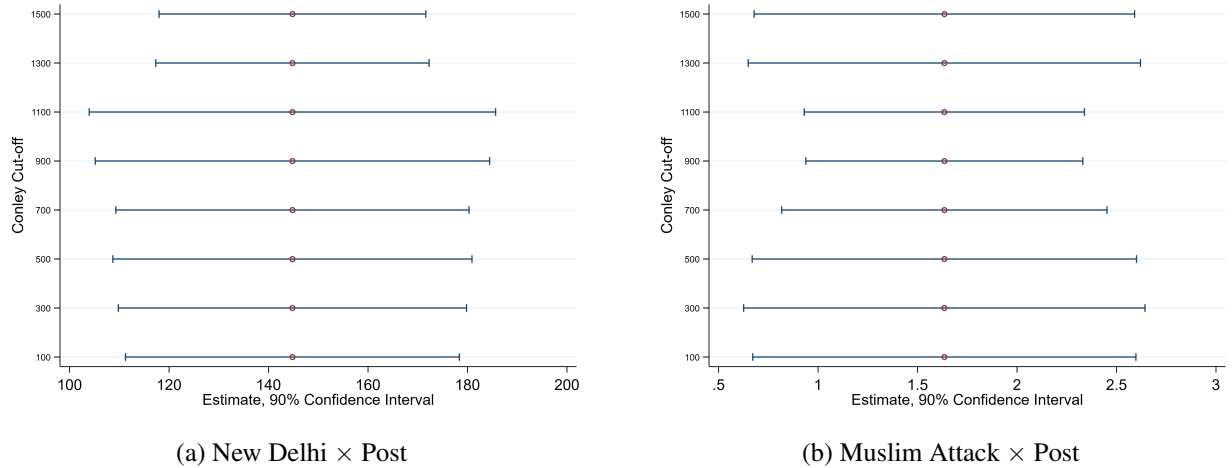 Conley Cut-off
1500
1300
1100
900
700
500
300
100
100 120 140 160 180 200
Estimate, 90% Confidence Interval
(a) New Delhi × Post
Conley Cut-off
1500
1300
1100
900
700
500
300
100
.5 1 1.5 2 2.5 3
Estimate, 90% Confidence Interval
(b) Muslim Attack × Post